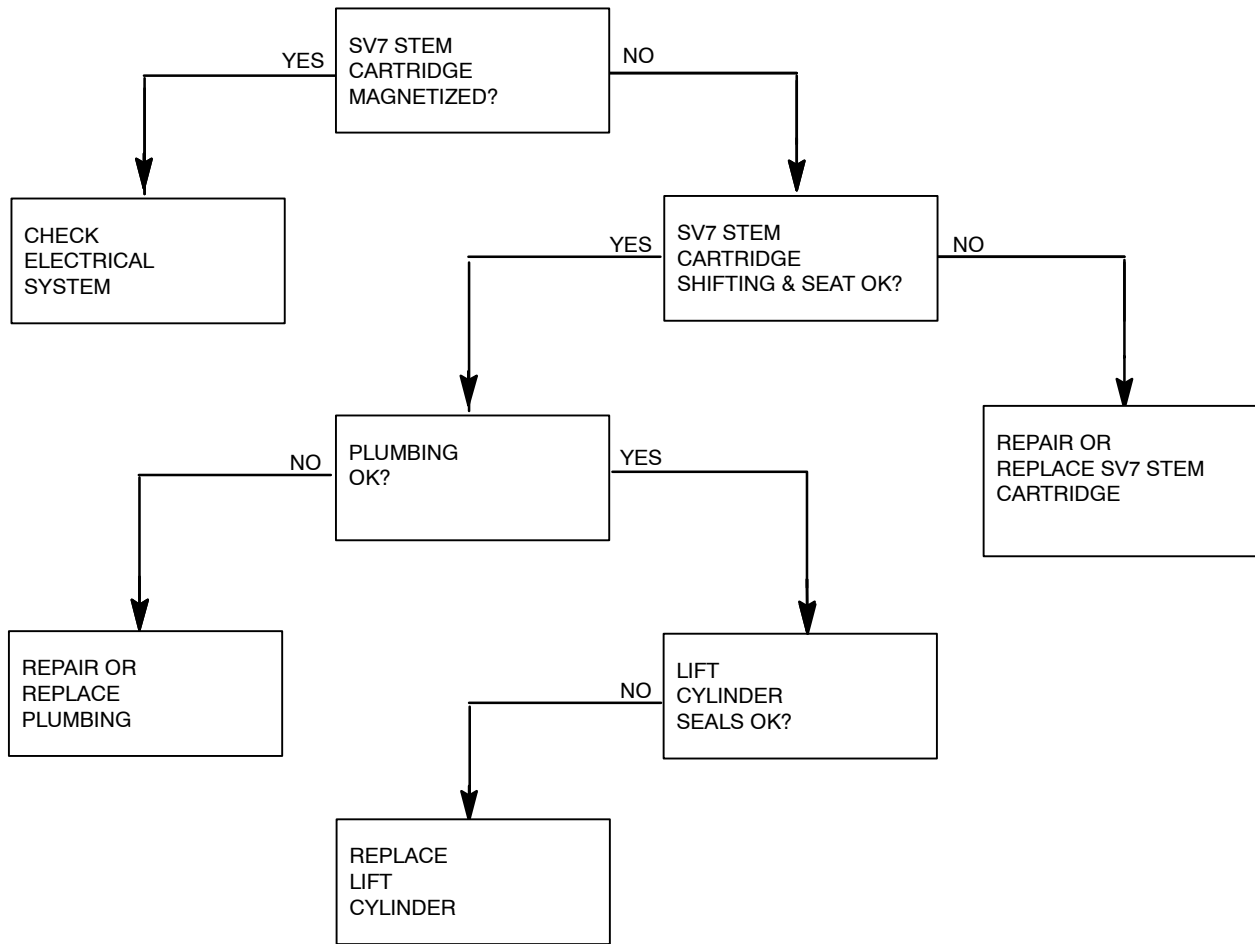 SV7 STEM
CARTRIDGE
MAGNETIZED?
YES
NO
CHECK
ELECTRICAL
SYSTEM
SV7 STEM
CARTRIDGE
SHIFTING & SEAT OK?
YES
NO
PLUMBING
OK?
NO
YES
REPAIR OR
REPLACE SV7 STEM
CARTRIDGE
REPAIR OR
REPLACE
PLUMBING
LIFT
CYLINDER
SEALS OK?
NO
REPLACE
LIFT
CYLINDER